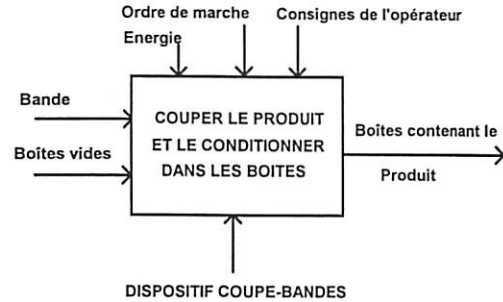 Ordre de marche
Consignes de l'opérateur
Energie
Bande
Boîtes vides
COUPER LE PRODUIT
ET LE CONDITIONNER
DANS LES BOITES
Boîtes contenant le
Produit
DISPOSITIF COUPE-BANDES